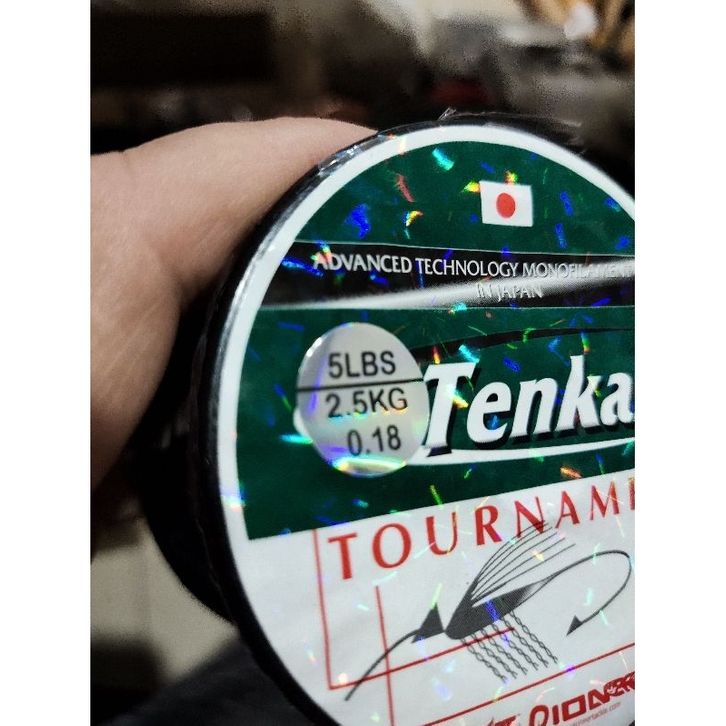 ADVANCED TECHNOLOGY MONOFILAMENT
IN JAPAN
5LBS
2.5KG
0.18
Tenka
TOURNAM